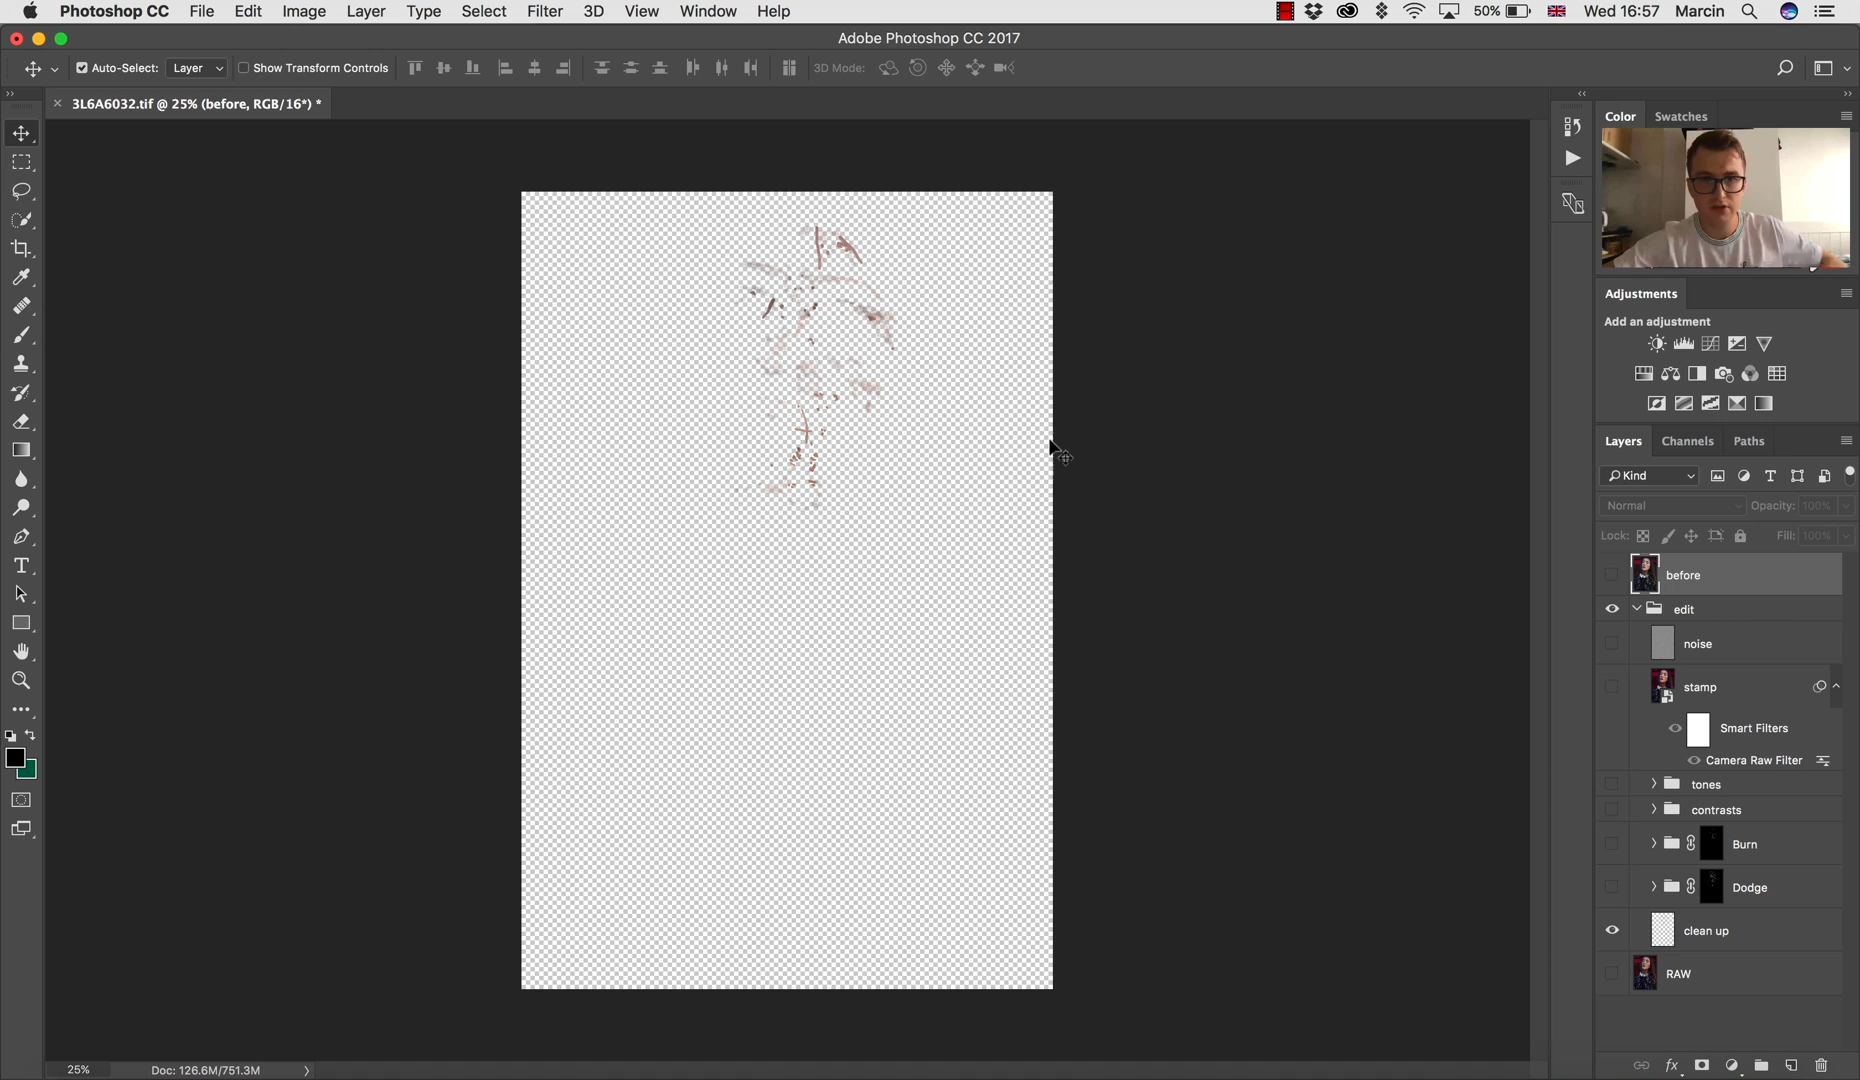 Photoshop CC File Edit Image Layer Type Select Filter 3D View Window Help 50% Wed 16:57 Marcin
Adobe Photoshop CC 2017
Auto-Select: Layer Show Transform Controls 3D Mode:
3L6A6032.tif @ 25% (before, RGB/16*) *
Color Swatches
Adjustments
Add an adjustment
Layers Channels Paths
Kind
Normal Opacity: 100%
Lock: Fill: 100%
before
edit
noise
stamp
Smart Filters
Camera Raw Filter
tones
contrasts
Burn
Dodge
clean up
RAW
25% Doc: 126.6M/751.3M
fx